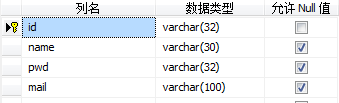 列名 数据类型 允许 Null 值
id varchar(32)
name varchar(30)
pwd varchar(32)
mail varchar(100)